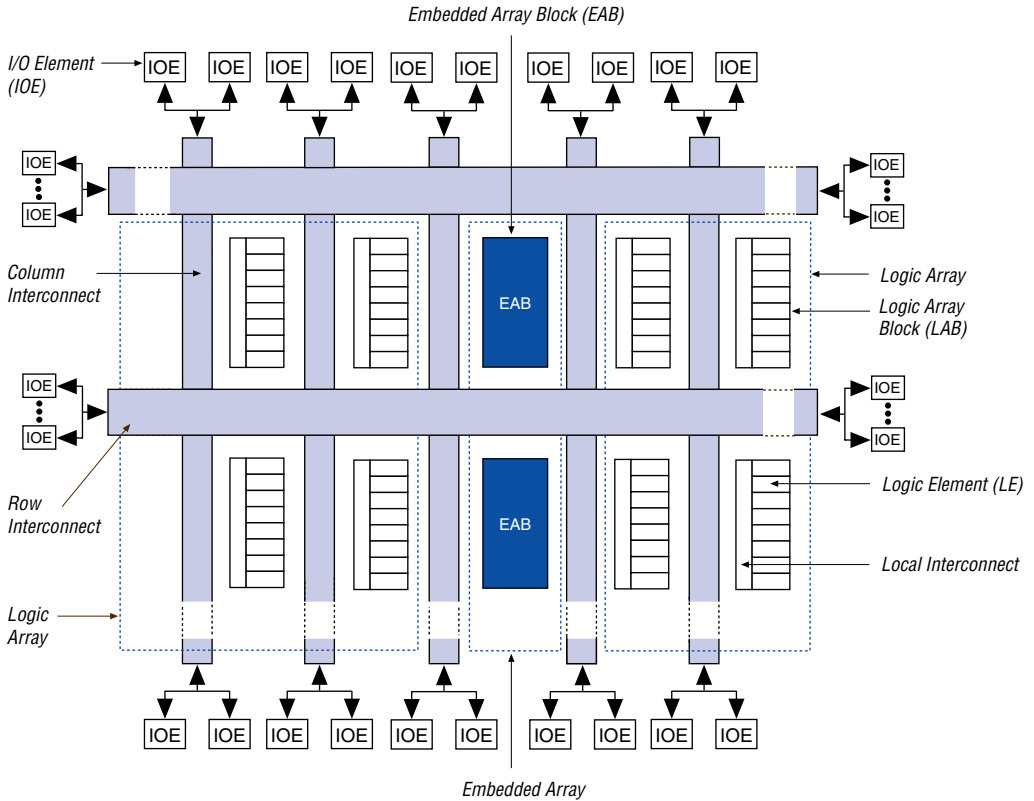 Embedded Array Block (EAB)
I/O Element
(IOE)
IOE IOE IOE IOE IOE IOE IOE IOE IOE IOE
IOE IOE
IOE IOE
Column
Interconnect
EAB
Logic Array
Logic Array
Block (LAB)
IOE IOE
IOE IOE
Row
Interconnect
EAB
Logic Element (LE)
Local Interconnect
Logic
Array
IOE IOE IOE IOE IOE IOE IOE IOE IOE IOE
Embedded Array